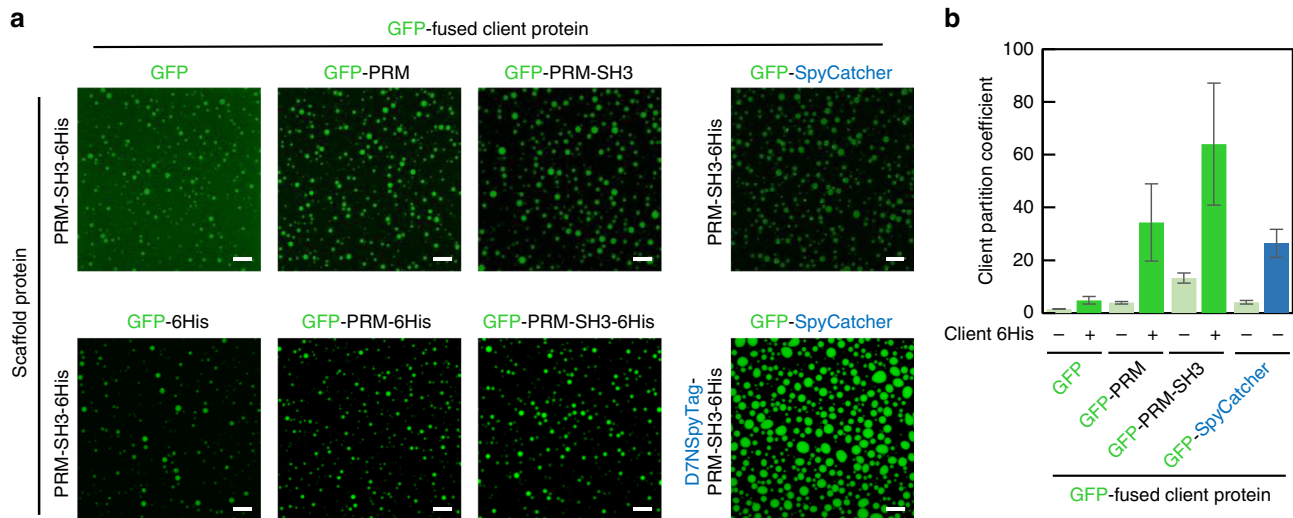 a
GFP-fused client protein
GFP
GFP-PRM
GFP-PRM-SH3
GFP-SpyCatcher
Scaffold protein
PRM-SH3-6His
PRM-SH3-6His
GFP-6His
GFP-PRM-6His
GFP-PRM-SH3-6His
GFP-SpyCatcher
PRM-SH3-6His
D7NSpyTag-
PRM-SH3-6His
b
Client partition coefficient
100
80
60
40
20
0
Client 6His − + − + − + − −
GFP
GFP-PRM
GFP-PRM-SH3
GFP-SpyCatcher
GFP-fused client protein